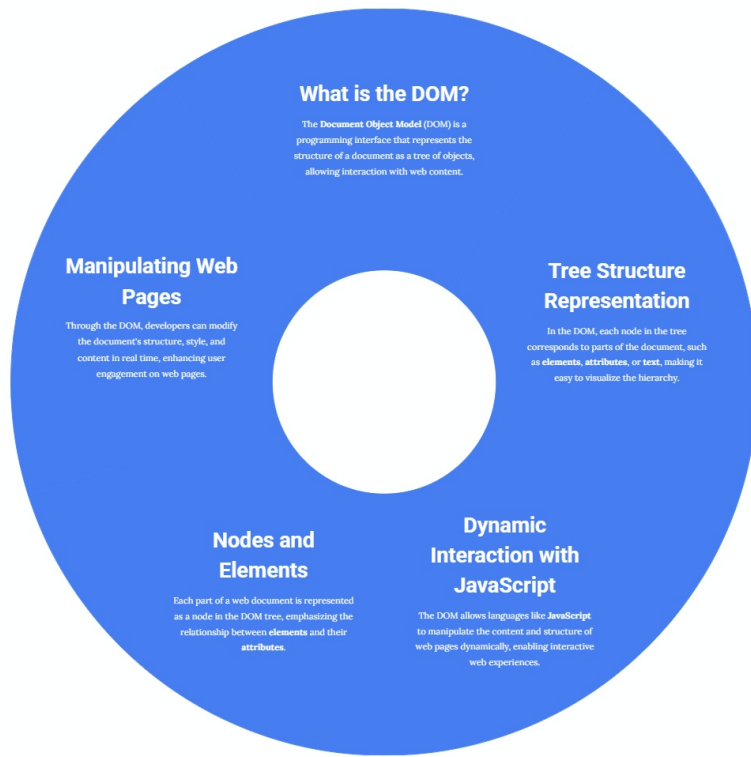 What is the DOM?
The Document Object Model (DOM) is a
programming interface that represents the
structure of a document as a tree of objects,
allowing interaction with web content.
Tree Structure
Representation
In the DOM, each node in the tree
corresponds to parts of the document, such
as elements, attributes, or text, making it
easy to visualize the hierarchy.
Dynamic
Interaction with
JavaScript
The DOM allows languages like JavaScript
to manipulate the content and structure of
web pages dynamically, enabling interactive
web experiences.
Nodes and
Elements
Each part of a web document is represented
as a node in the DOM tree, emphasizing the
relationship between elements and their
attributes.
Manipulating Web
Pages
Through the DOM, developers can modify
the document's structure, style, and
content in real time, enhancing user
engagement on web pages.